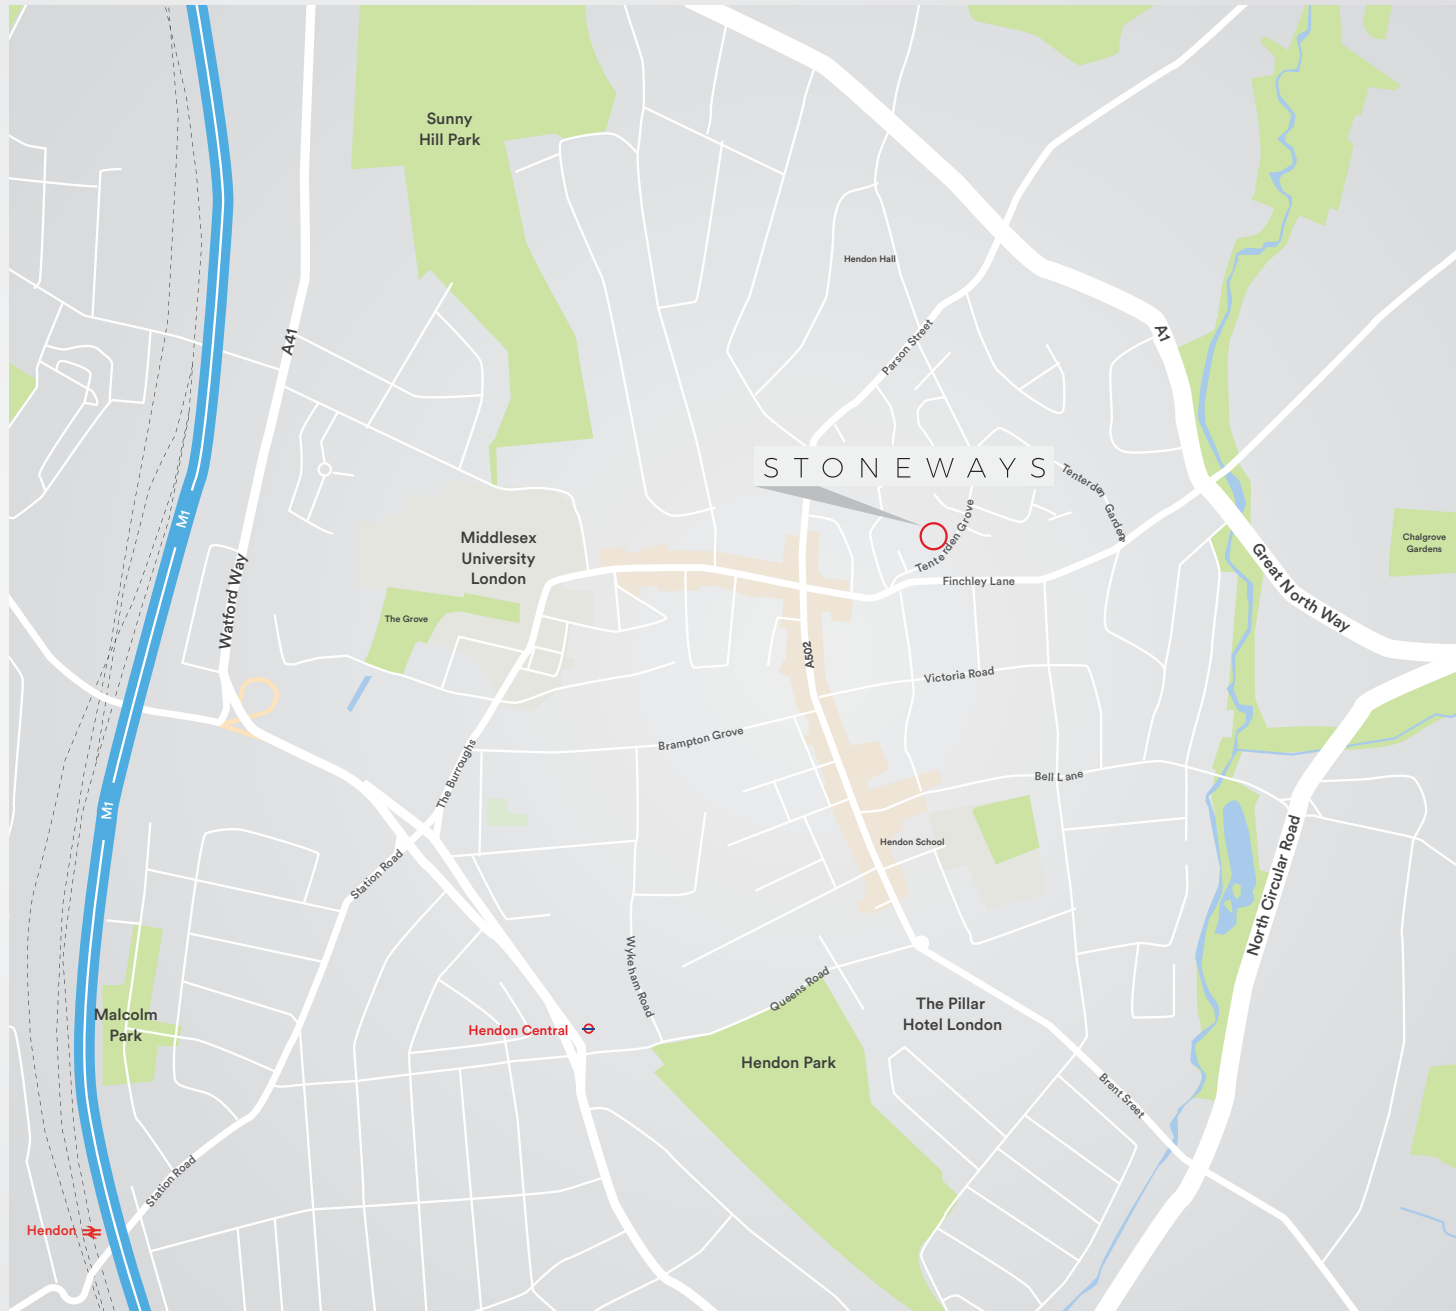 Sunny
Hill Park
Hendon Hall
A41
Parson Street
A1
STONEWAYS
Tenterden Garden
M1
Middlesex
University
London
Tenterden Grove
Chalgrove
Gardens
Finchley Lane
Great North Way
Watford Way
The Grove
A502
Victoria Road
Brampton Grove
The Burroughs
Bell Lane
M1
Hendon School
Station Road
North Circular Road
Wykeham Road
Queens Road
Malcolm
Park
The Pillar
Hotel London
Hendon Central
Hendon Park
Brent Sreet
Station Road
Hendon